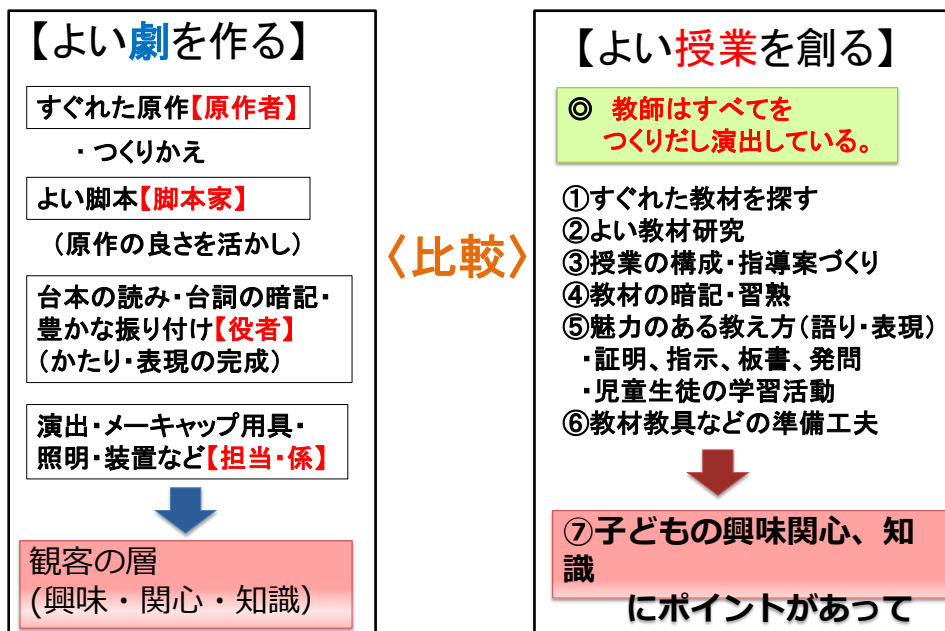 【よい劇を作る】
すぐれた原作【原作者】
・つくりかえ
よい脚本【脚本家】
（原作の良さを活かし）
台本の読み・台詞の暗記・
豊かな振り付け【役者】
（かたり・表現の完成）
演出・メーキャップ用具・
照明・装置など【担当・係】
観客の層
(興味・関心・知識）
〈比較〉
【よい授業を創る】
◎ 教師はすべてを
つくりだし演出している。
①すぐれた教材を探す
②よい教材研究
③授業の構成・指導案づくり
④教材の暗記・習熟
⑤魅力のある教え方（語り・表現）
・証明、指示、板書、発問
・児童生徒の学習活動
⑥教材教具などの準備工夫
⑦子どもの興味関心、知
識
にポイントがあって